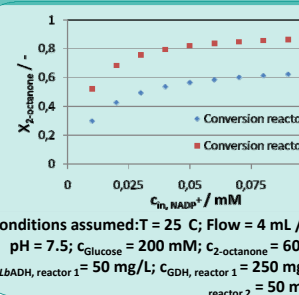 X2-octanone / -
1
0,8
0,6
0,4
0,2
0
0 0,025 0,05 0,075
Conversion reacto
Conversion reacto
cin, NADP+ / mM
onditions assumed:T = 25 C; Flow = 4 mL /
pH = 7.5; cGlucose = 200 mM; c2-octanone = 60
LbADH, reactor 1= 50 mg/L; cGDH, reactor 1 = 250 mg
reactor 2 = 50 m